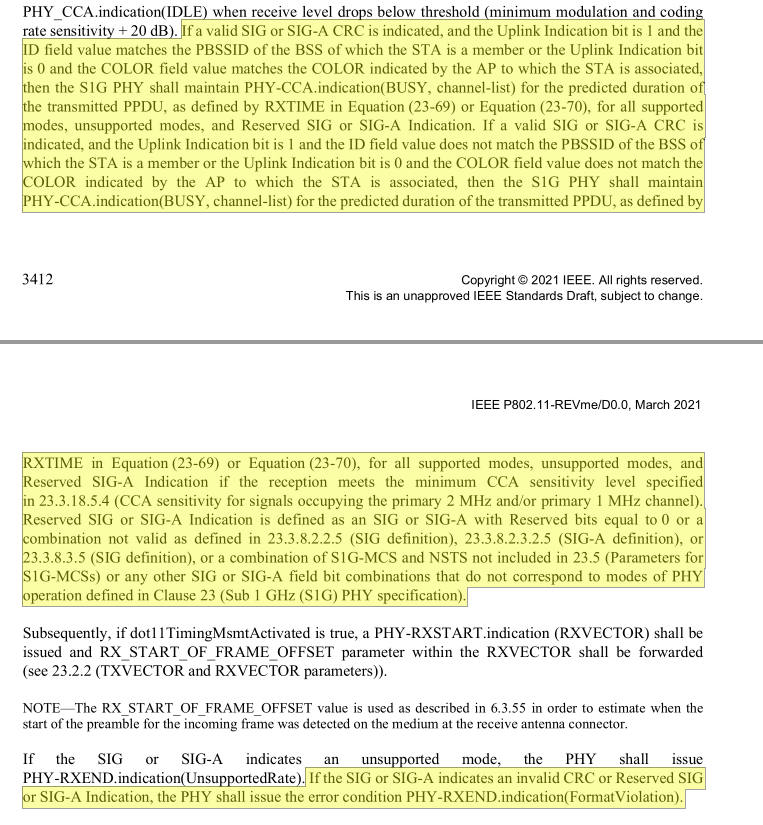 PHY_CCA.indication(IDLE) when receive level drops below threshold (minimum modulation and coding
rate sensitivity + 20 dB). If a valid SIG or SIG-A CRC is indicated, and the Uplink Indication bit is 1 and the
ID field value matches the PBSSID of the BSS of which the STA is a member or the Uplink Indication bit
is 0 and the COLOR field value matches the COLOR indicated by the AP to which the STA is associated,
then the S1G PHY shall maintain PHY-CCA.indication(BUSY, channel-list) for the predicted duration of
the transmitted PPDU, as defined by RXTIME in Equation (23-69) or Equation (23-70), for all supported
modes, unsupported modes, and Reserved SIG or SIG-A Indication. If a valid SIG or SIG-A CRC is
indicated, and the Uplink Indication bit is 1 and the ID field value does not match the PBSSID of the BSS of
which the STA is a member or the Uplink Indication bit is 0 and the COLOR field value does not match the
COLOR indicated by the AP to which the STA is associated, then the S1G PHY shall maintain
PHY-CCA.indication(BUSY, channel-list) for the predicted duration of the transmitted PPDU, as defined by
3412
Copyright © 2021 IEEE. All rights reserved.
This is an unapproved IEEE Standards Draft, subject to change.
IEEE P802.11-REVme/D0.0, March 2021
RXTIME in Equation (23-69) or Equation (23-70), for all supported modes, unsupported modes, and
Reserved SIG-A Indication if the reception meets the minimum CCA sensitivity level specified
in 23.3.18.5.4 (CCA sensitivity for signals occupying the primary 2 MHz and/or primary 1 MHz channel).
Reserved SIG or SIG-A Indication is defined as an SIG or SIG-A with Reserved bits equal to 0 or a
combination not valid as defined in 23.3.8.2.2.5 (SIG definition), 23.3.8.2.3.2.5 (SIG-A definition), or
23.3.8.3.5 (SIG definition), or a combination of S1G-MCS and NSTS not included in 23.5 (Parameters for
S1G-MCSs) or any other SIG or SIG-A field bit combinations that do not correspond to modes of PHY
operation defined in Clause 23 (Sub 1 GHz (S1G) PHY specification).
Subsequently, if dot11TimingMsmtActivated is true, a PHY-RXSTART.indication (RXVECTOR) shall be
issued and RX_START_OF_FRAME_OFFSET parameter within the RXVECTOR shall be forwarded
(see 23.2.2 (TXVECTOR and RXVECTOR parameters)).
NOTE—The RX_START_OF_FRAME_OFFSET value is used as described in 6.3.55 in order to estimate when the
start of the preamble for the incoming frame was detected on the medium at the receive antenna connector.
If the SIG or SIG-A indicates an unsupported mode, the PHY shall issue
PHY-RXEND.indication(UnsupportedRate). If the SIG or SIG-A indicates an invalid CRC or Reserved SIG
or SIG-A Indication, the PHY shall issue the error condition PHY-RXEND.indication(FormatViolation).